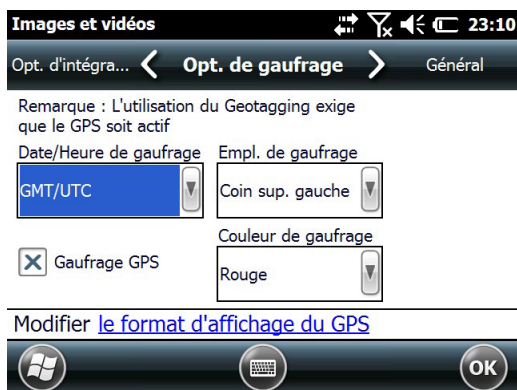 Images et vidéos 23:10
Opt. d'intégra... Opt. de gaufrage Général
Remarque : L'utilisation du Geotagging exige
que le GPS soit actif
Date/Heure de gaufrage Empl. de gaufrage
GMT/UTC Coin sup. gauche
Couleur de gaufrage
Gaufrage GPS Rouge
Modifier le format d'affichage du GPS
OK